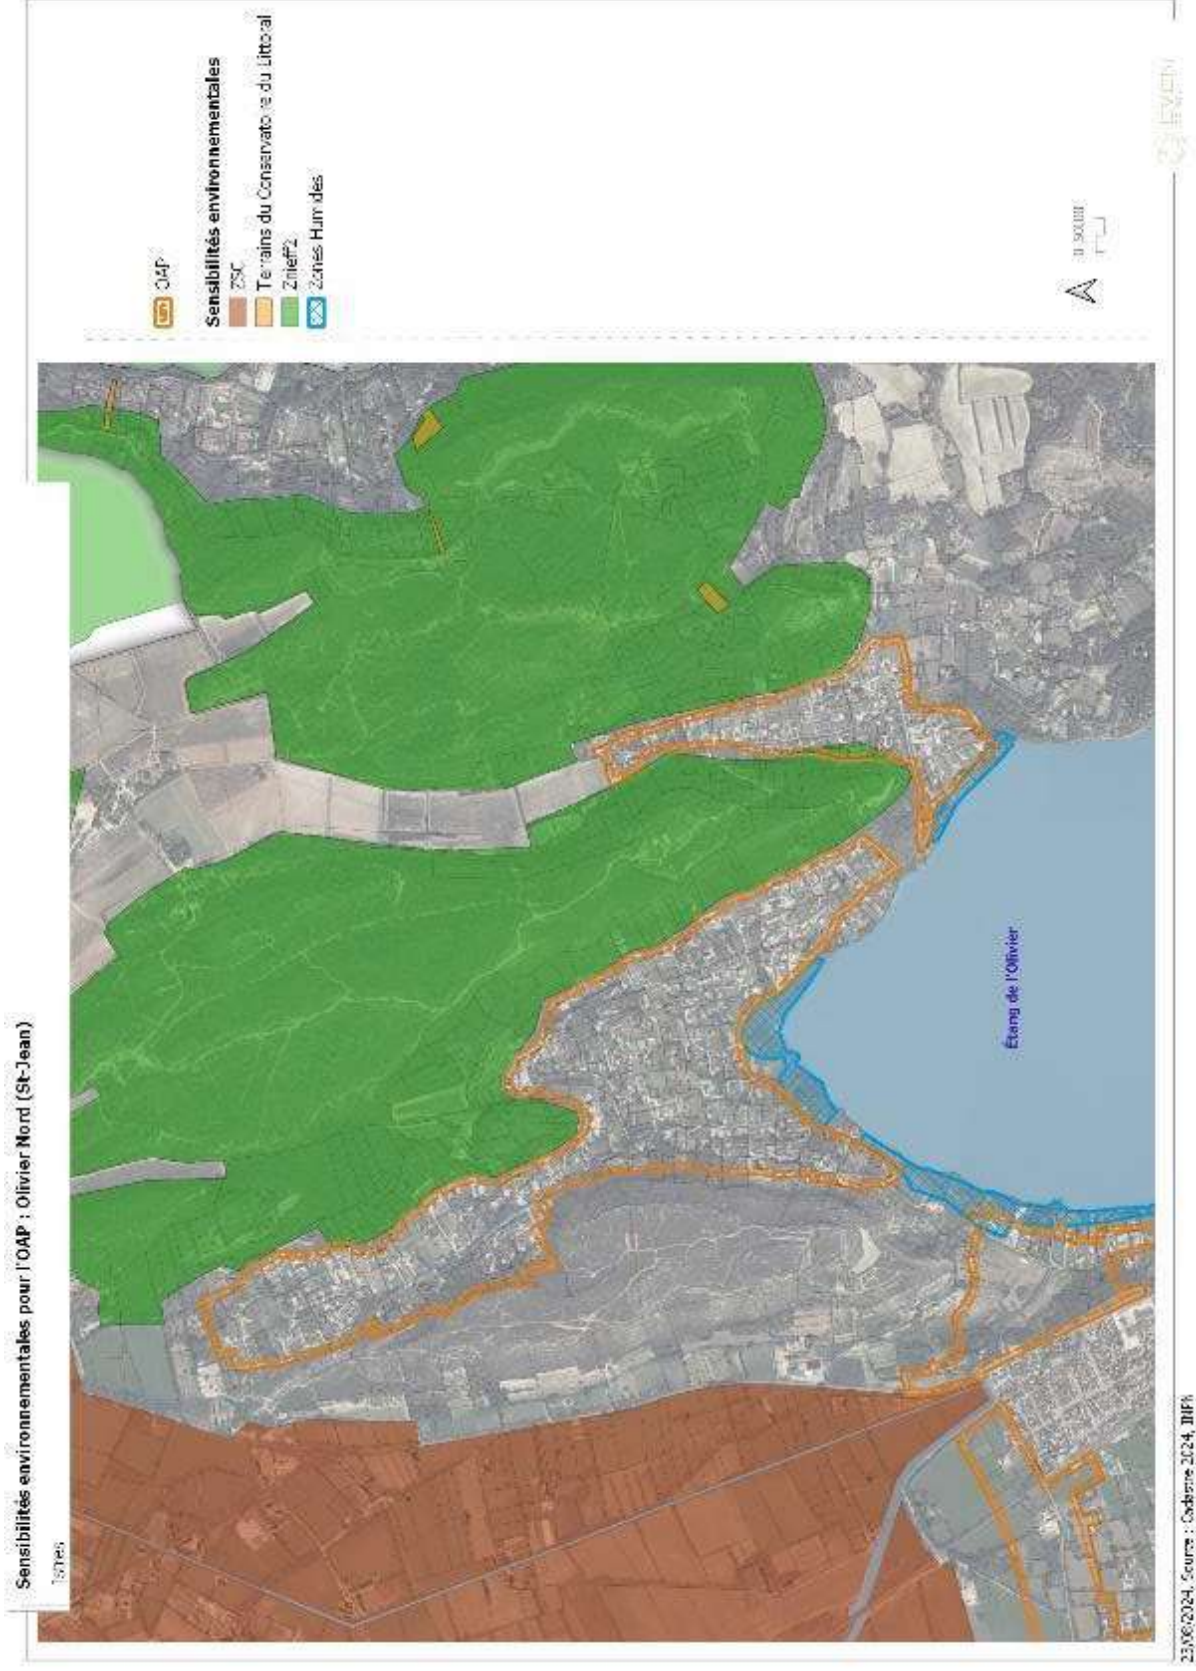 Sensibilités environnementales pour l'OAP : Olivier Nord (St-Jean)
Istres
OAP
Sensibilités environnementales
ZSC
Terrains du Conservatoire du Littoral
Znieff2
Zones Humides
Étang de l'Olivier
23/08/2024, Source : Cadastre 2024, INPN